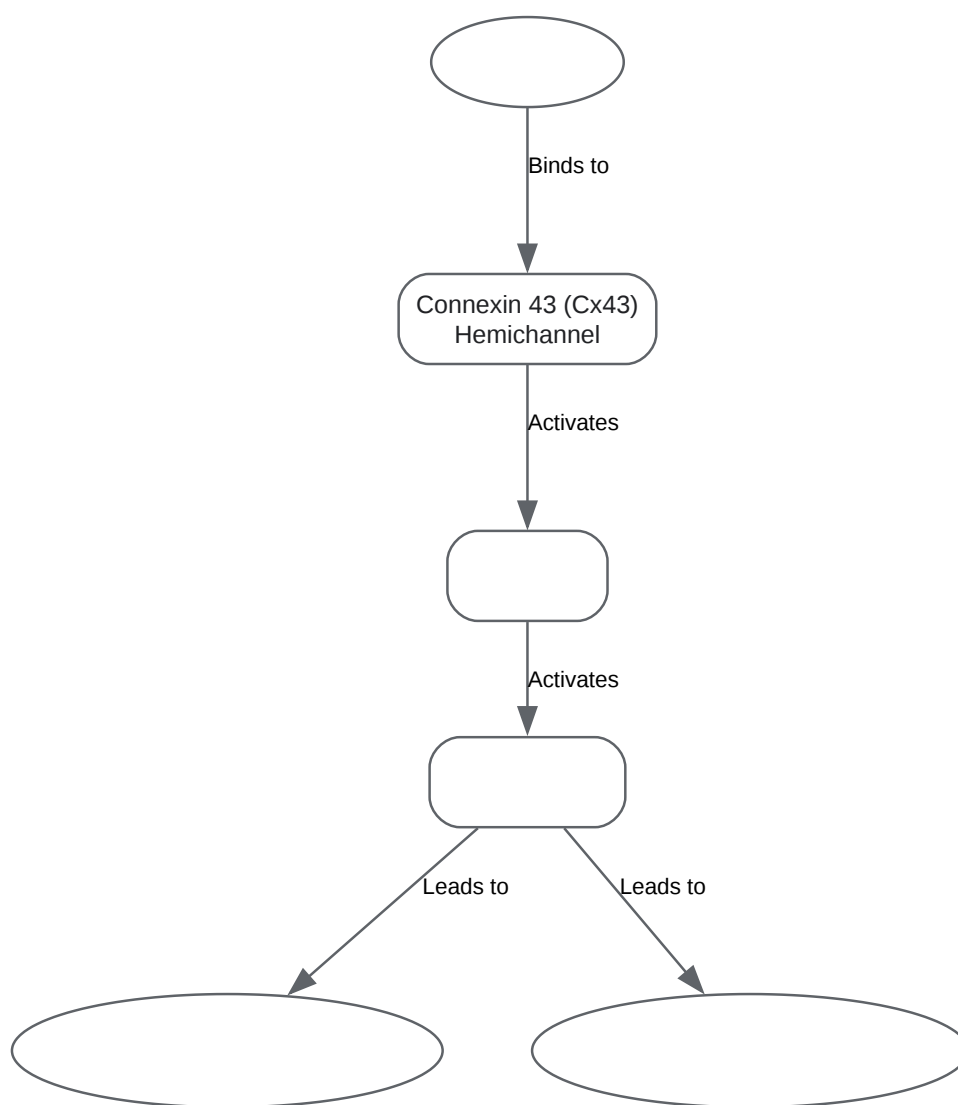 Binds to
Connexin 43 (Cx43)
Hemichannel
Activates
Activates
Leads to
Leads to